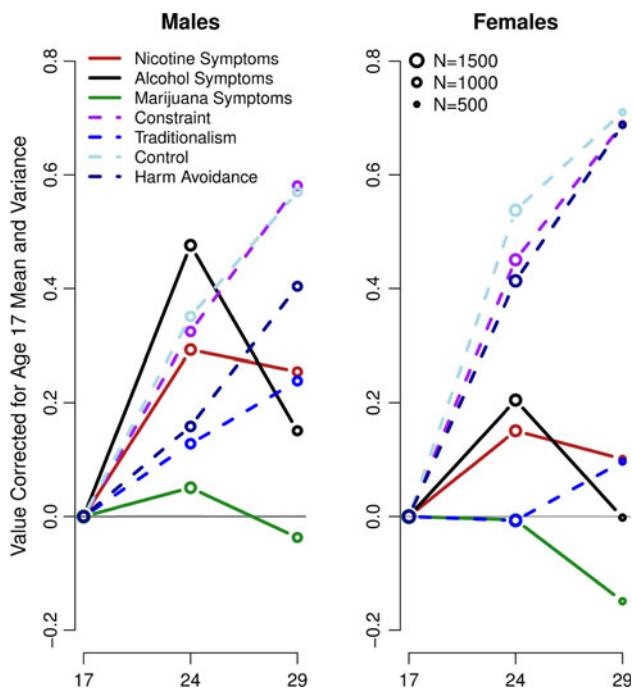 Males
Females
Value Corrected for Age 17 Mean and Variance
0.8
0.6
0.4
0.2
0.0
−0.2
Nicotine Symptoms
Alcohol Symptoms
Marijuana Symptoms
Constraint
Traditionalism
Control
Harm Avoidance
17
24
29
0.8
0.6
0.4
0.2
0.0
−0.2
N=1500
N=1000
N=500
17
24
29